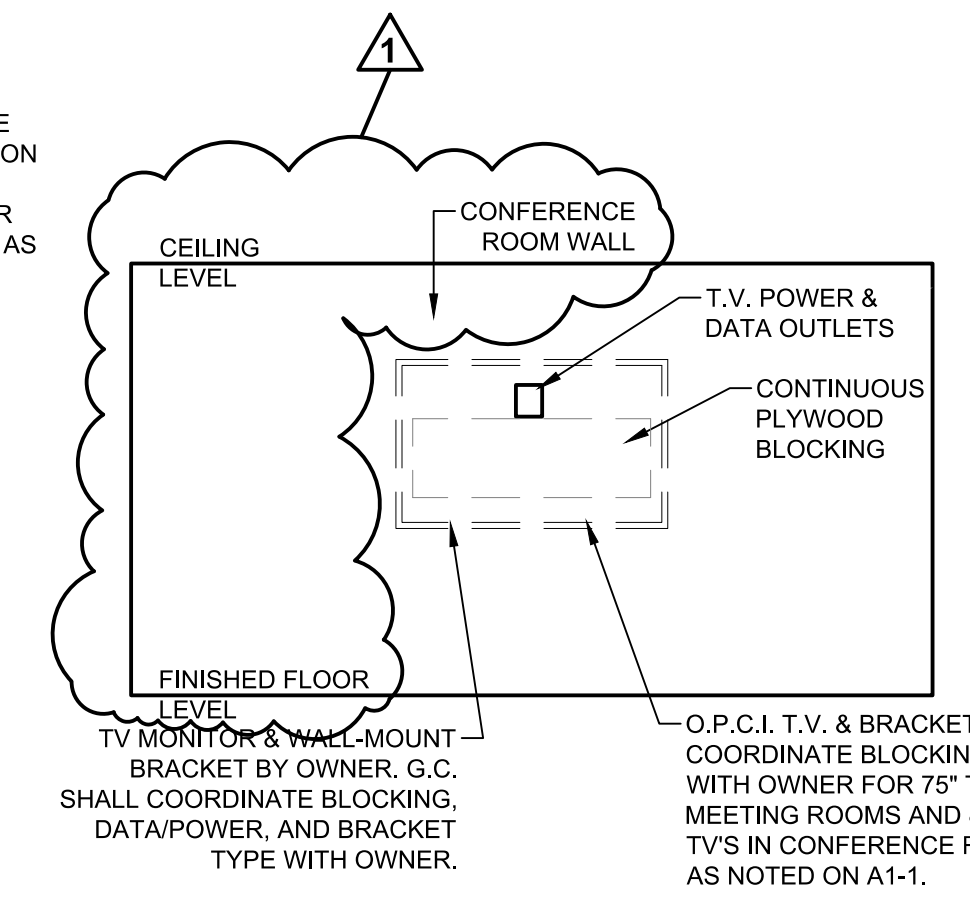 1
E
ON
R
AS
CONFERENCE
ROOM WALL
CEILING
LEVEL
T.V. POWER &
DATA OUTLETS
CONTINUOUS
PLYWOOD
BLOCKING
FINISHED FLOOR
LEVEL
TV MONITOR & WALL-MOUNT
BRACKET BY OWNER. G.C.
SHALL COORDINATE BLOCKING,
DATA/POWER, AND BRACKET
TYPE WITH OWNER.
O.P.C.I. T.V. & BRACKET
COORDINATE BLOCKIN
WITH OWNER FOR 75" T
MEETING ROOMS AND
TV'S IN CONFERENCE
AS NOTED ON A1-1.